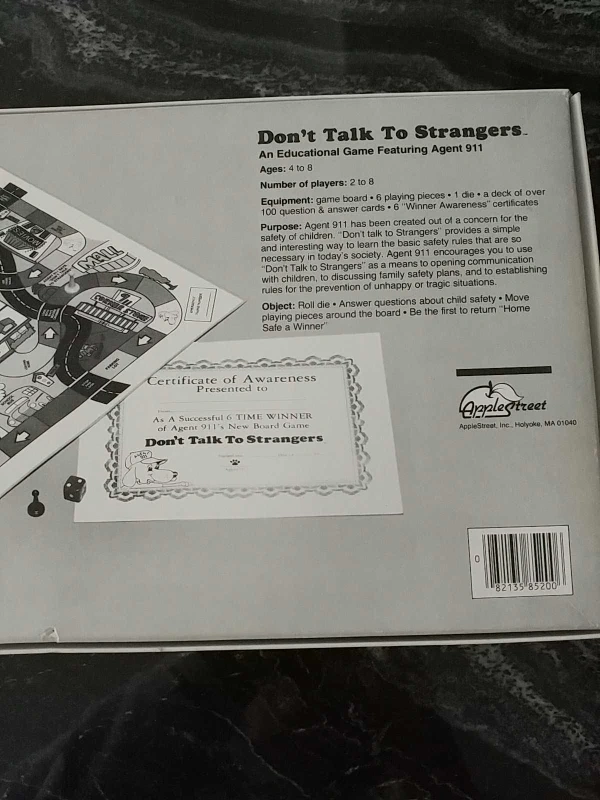 Don't Talk To Strangers™
An Educational Game Featuring Agent 911
Ages: 4 to 8
Number of players: 2 to 8
Equipment: game board • 6 playing pieces • 1 die • a deck of over
100 question & answer cards • 6 "Winner Awareness" certificates
Purpose: Agent 911 has been created out of a concern for the
safety of children. "Don't talk to Strangers" provides a simple
and interesting way to learn the basic safety rules that are so
necessary in today's society. Agent 911 encourages you to use
"Don't Talk to Strangers" as a means to opening communication
with children, to discussing family safety plans, and to establishing
rules for the prevention of unhappy or tragic situations.
Object: Roll die • Answer questions about child safety • Move
playing pieces around the board • Be the first to return "Home
Safe a Winner"
MALL
CORNER STORE
Certificate of Awareness
Presented to
As A Successful 6 TIME WINNER
of Agent 911's New Board Game
Don't Talk To Strangers
AppleStreet
AppleStreet, Inc., Holyoke, MA 01040
0
82135 85200